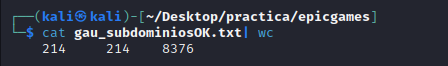 ┌──(kali㉿kali)-[~/Desktop/practica/epicgames]
└─$ cat gau_subdominiosOK.txt| wc
    214     214    8376